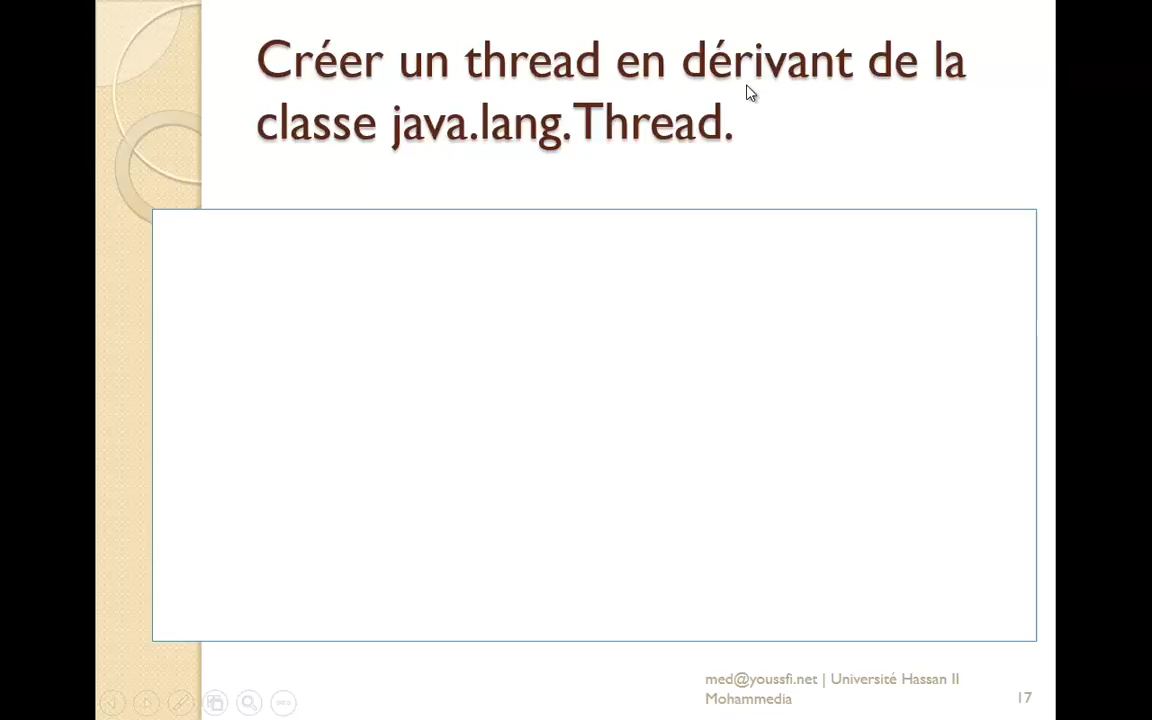 Créer un thread en dérivant de la
classe java.lang.Thread.
med@youssfi.net | Université Hassan II
Mohammedia
17